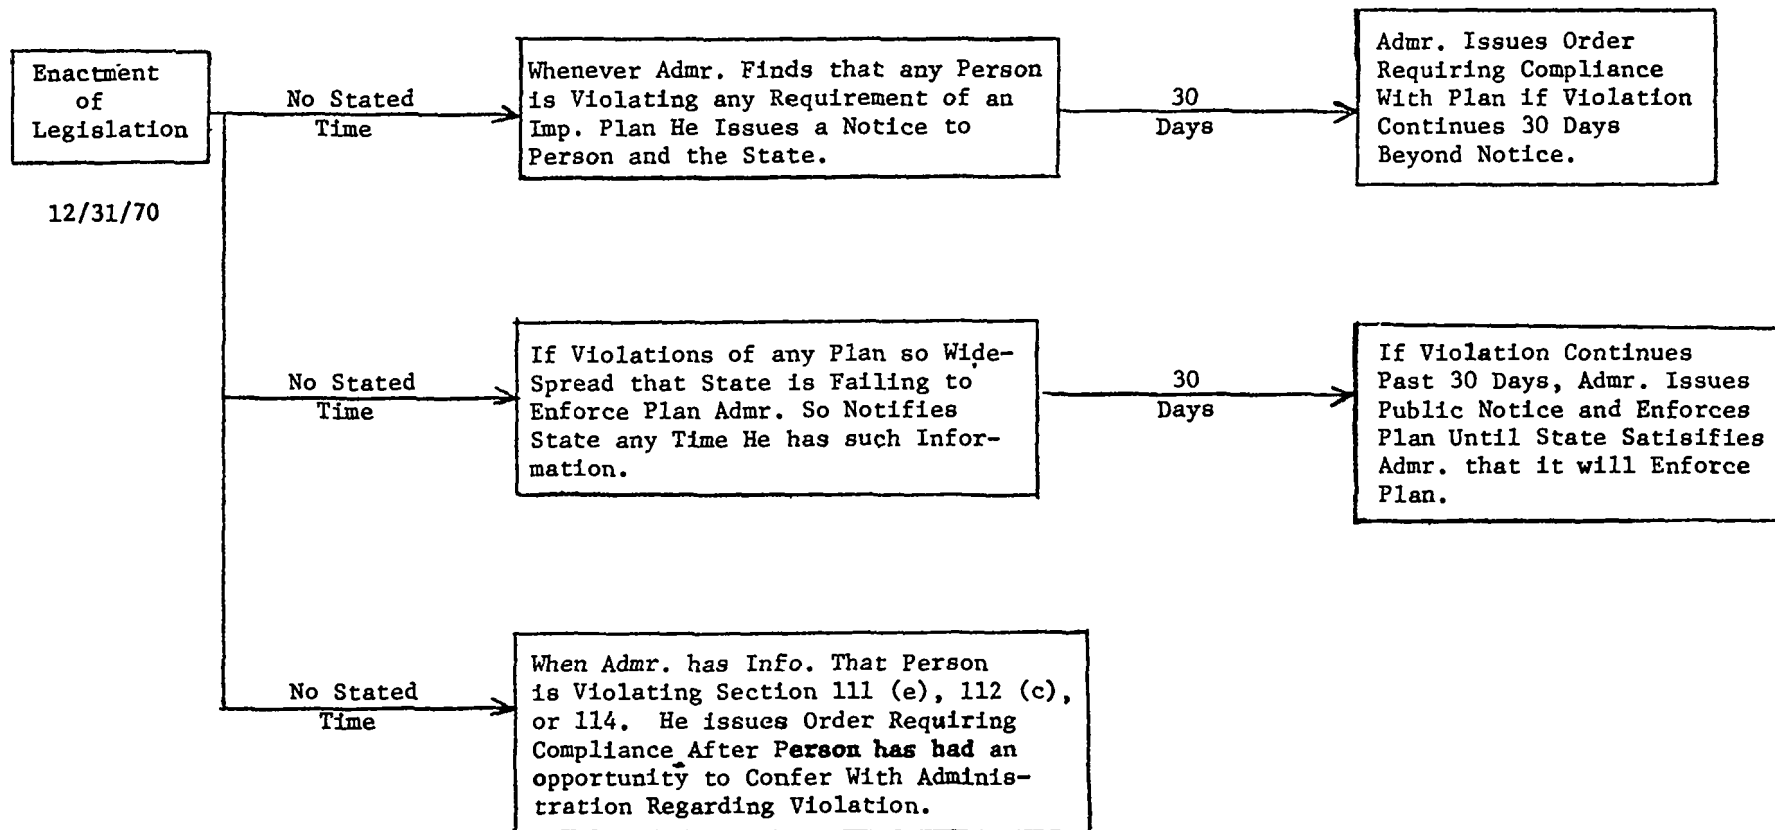 Enactment
of
Legislation
12/31/70
No Stated
Time
Whenever Admr. Finds that any Person
is Violating any Requirement of an
Imp. Plan He Issues a Notice to
Person and the State.
30
Days
Admr. Issues Order
Requiring Compliance
With Plan if Violation
Continues 30 Days
Beyond Notice.
No Stated
Time
If Violations of any Plan so Wide-
Spread that State is Failing to
Enforce Plan Admr. So Notifies
State any Time He has such Infor-
mation.
30
Days
If Violation Continues
Past 30 Days, Admr. Issues
Public Notice and Enforces
Plan Until State Satisifies
Admr. that it will Enforce
Plan.
No Stated
Time
When Admr. has Info. That Person
is Violating Section 111 (e), 112 (c),
or 114. He issues Order Requiring
Compliance After Person has had an
opportunity to Confer With Adminis-
tration Regarding Violation.